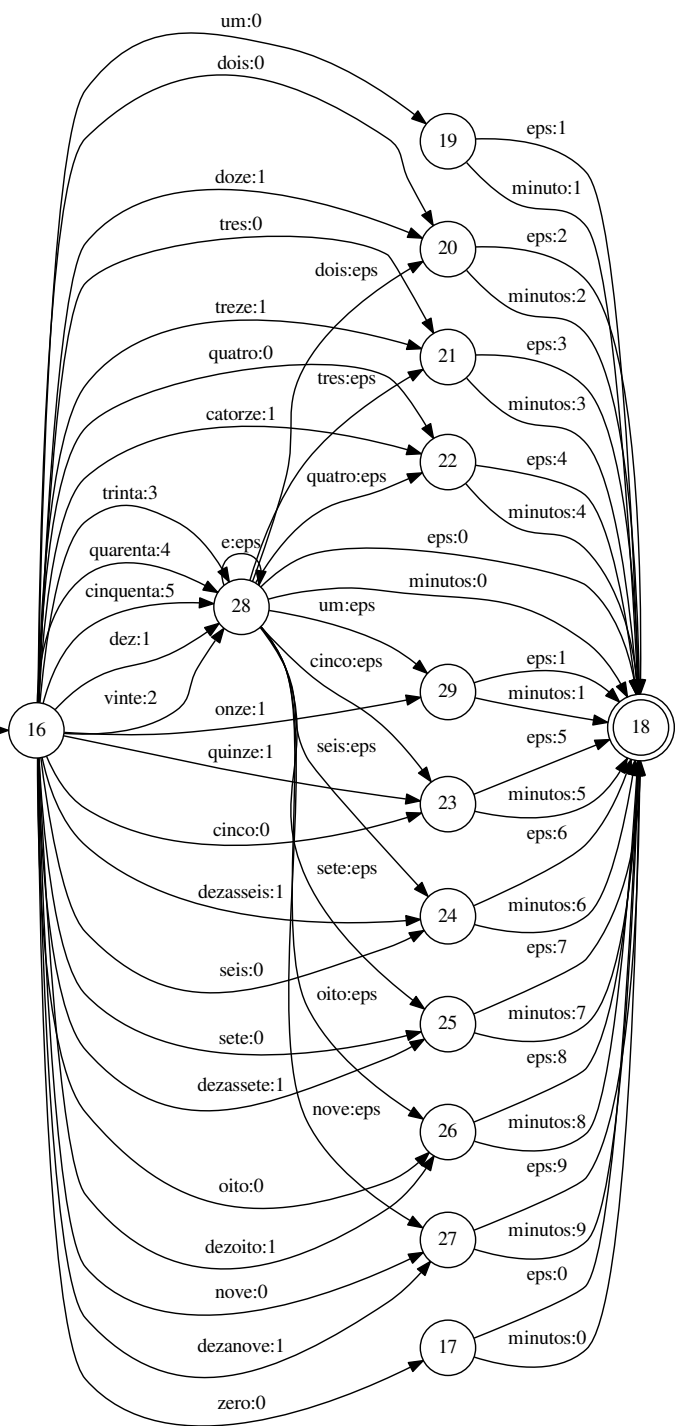 um:0
dois:0
19
eps:1
doze:1
minuto:1
tres:0
20
eps:2
dois:eps
minutos:2
treze:1
21
eps:3
quatro:0
tres:eps
minutos:3
catorze:1
22
eps:4
trinta:3
quatro:eps
minutos:4
quarenta:4
e:eps
eps:0
cinquenta:5
28
minutos:0
dez:1
um:eps
vinte:2
cinco:eps
29
eps:1
16
onze:1
minutos:1
18
quinze:1
seis:eps
eps:5
23
minutos:5
cinco:0
eps:6
sete:eps
dezasseis:1
24
minutos:6
seis:0
eps:7
oito:eps
sete:0
25
minutos:7
dezassete:1
eps:8
nove:eps
26
minutos:8
oito:0
eps:9
dezoito:1
27
minutos:9
nove:0
eps:0
dezanove:1
17
minutos:0
zero:0